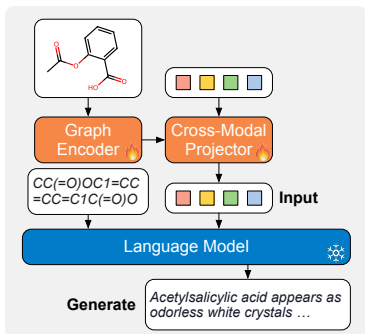 O
O
HO
O
Graph
Encoder
Cross-Modal
Projector
CC(=O)OC1=CC
=CC=C1C(=O)O
Input
Language Model
Generate
Acetylsalicylic acid appears as
odorless white crystals ...